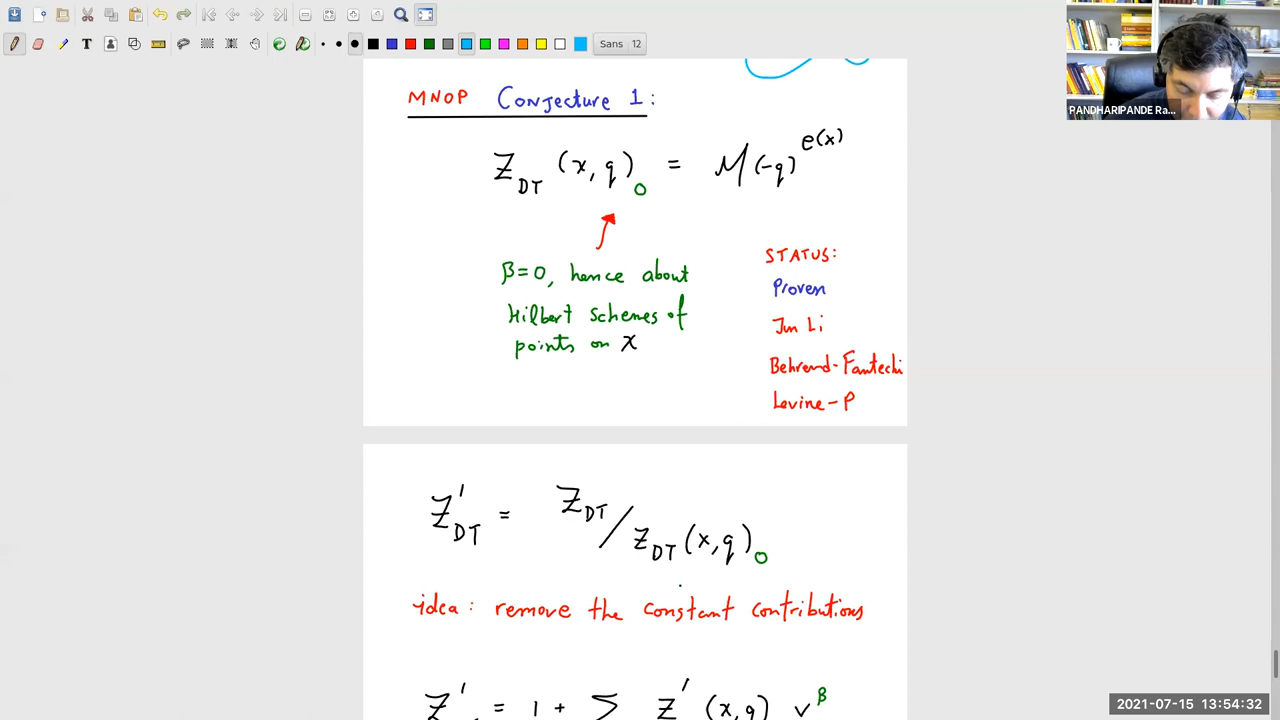 T
Sans 12
PANDHARIPANDE Ra...
MNOP Conjecture 1:
Z_DT (X, q)_0 = M(-q)^e(X)
β=0, hence about
Hilbert schemes of
points on X
STATUS:
Proven
Jun Li
Behrend-Fantechi
Levine-P
Z'_DT = Z_DT / Z_DT (X, q)_0
idea: remove the constant contributions
Z' = 1 + Σ Z' (X, q) v^β
2021-07-15 13:54:32